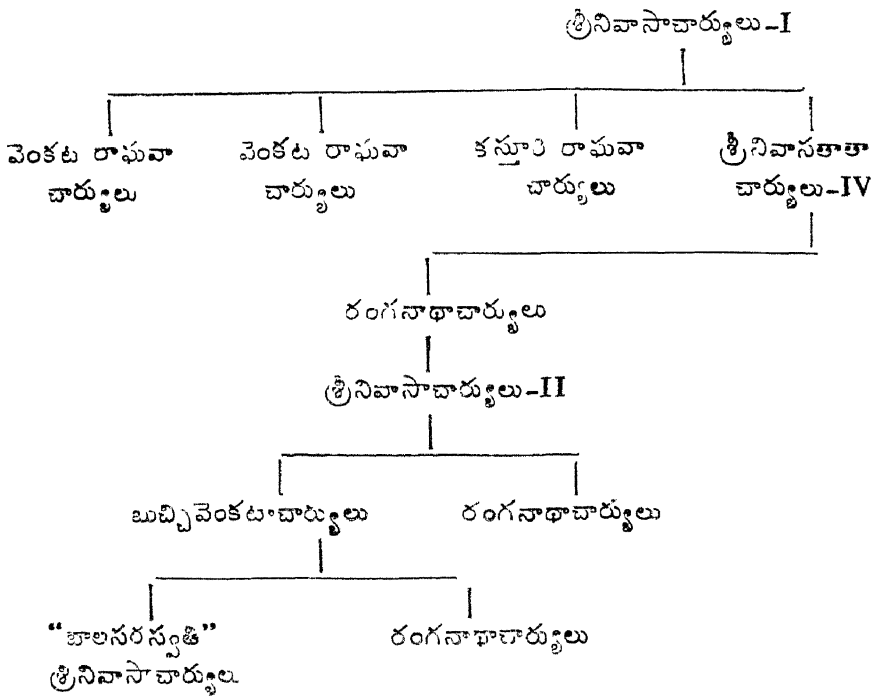 శ్రీనివాసాచార్యులు-I
వెంకట రాఘవా వెంకట రాఘవా కస్తూరి రాఘవా శ్రీనివాసతాతా
చార్యులు చార్యులు చార్యులు చార్యులు-IV
రంగనాథాచార్యులు
శ్రీనివాసాచార్యులు-II
బుచ్చివెంకటాచార్యులు రంగనాథాచార్యులు
“బాలసరస్వతి” రంగనాథాచార్యులు
శ్రీనివాసాచార్యులు